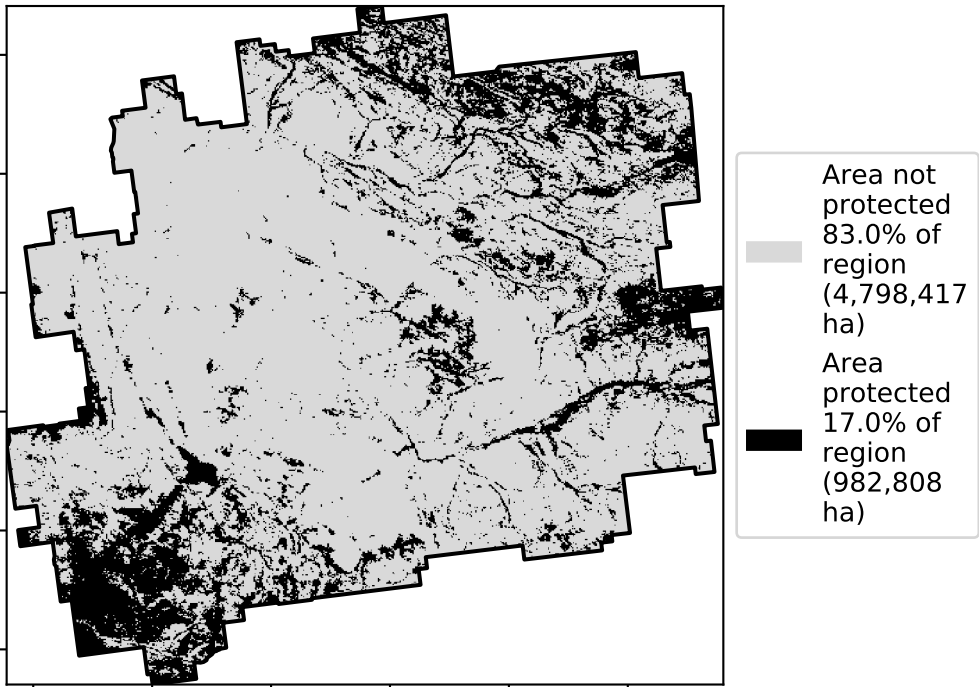 Area not
protected
83.0% of
region
(4,798,417
ha)
Area
protected
17.0% of
region
(982,808
ha)